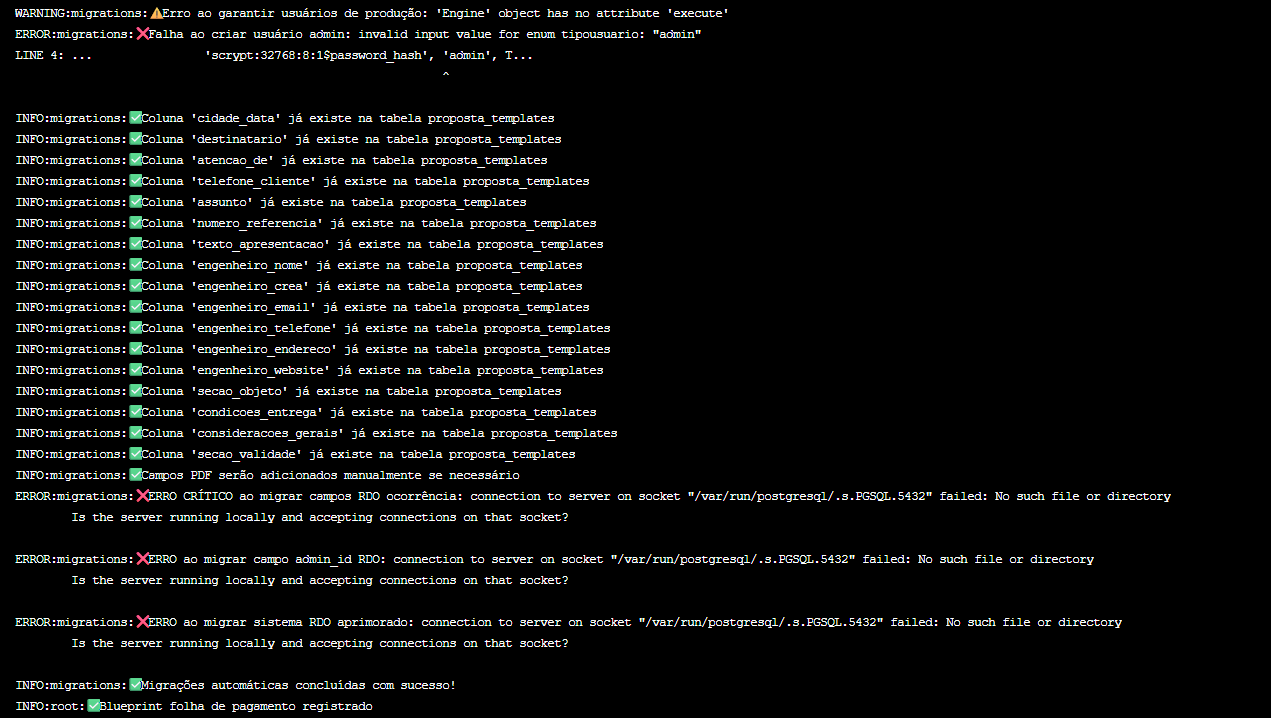 WARNING:migrations:⚠️Erro ao garantir usuários de produção: 'Engine' object has no attribute 'execute'
ERROR:migrations:❌Falha ao criar usuário admin: invalid input value for enum tipousuario: "admin"
LINE 4: ...                'scrypt:32768:8:1$password_hash', 'admin', T...
^
INFO:migrations:✅Coluna 'cidade_data' já existe na tabela proposta_templates
INFO:migrations:✅Coluna 'destinatario' já existe na tabela proposta_templates
INFO:migrations:✅Coluna 'atencao_de' já existe na tabela proposta_templates
INFO:migrations:✅Coluna 'telefone_cliente' já existe na tabela proposta_templates
INFO:migrations:✅Coluna 'assunto' já existe na tabela proposta_templates
INFO:migrations:✅Coluna 'numero_referencia' já existe na tabela proposta_templates
INFO:migrations:✅Coluna 'texto_apresentacao' já existe na tabela proposta_templates
INFO:migrations:✅Coluna 'engenheiro_nome' já existe na tabela proposta_templates
INFO:migrations:✅Coluna 'engenheiro_crea' já existe na tabela proposta_templates
INFO:migrations:✅Coluna 'engenheiro_email' já existe na tabela proposta_templates
INFO:migrations:✅Coluna 'engenheiro_telefone' já existe na tabela proposta_templates
INFO:migrations:✅Coluna 'engenheiro_endereco' já existe na tabela proposta_templates
INFO:migrations:✅Coluna 'engenheiro_website' já existe na tabela proposta_templates
INFO:migrations:✅Coluna 'secao_objeto' já existe na tabela proposta_templates
INFO:migrations:✅Coluna 'condicoes_entrega' já existe na tabela proposta_templates
INFO:migrations:✅Coluna 'consideracoes_gerais' já existe na tabela proposta_templates
INFO:migrations:✅Coluna 'secao_validade' já existe na tabela proposta_templates
INFO:migrations:✅Campos PDF serão adicionados manualmente se necessário
ERROR:migrations:❌ERRO CRÍTICO ao migrar campos RDO ocorrência: connection to server on socket "/var/run/postgresql/.s.PGSQL.5432" failed: No such file or directory
Is the server running locally and accepting connections on that socket?
ERROR:migrations:❌ERRO ao migrar campo admin_id RDO: connection to server on socket "/var/run/postgresql/.s.PGSQL.5432" failed: No such file or directory
Is the server running locally and accepting connections on that socket?
ERROR:migrations:❌ERRO ao migrar sistema RDO aprimorado: connection to server on socket "/var/run/postgresql/.s.PGSQL.5432" failed: No such file or directory
Is the server running locally and accepting connections on that socket?
INFO:migrations:✅Migrações automáticas concluídas com sucesso!
INFO:root:✅Blueprint folha de pagamento registrado